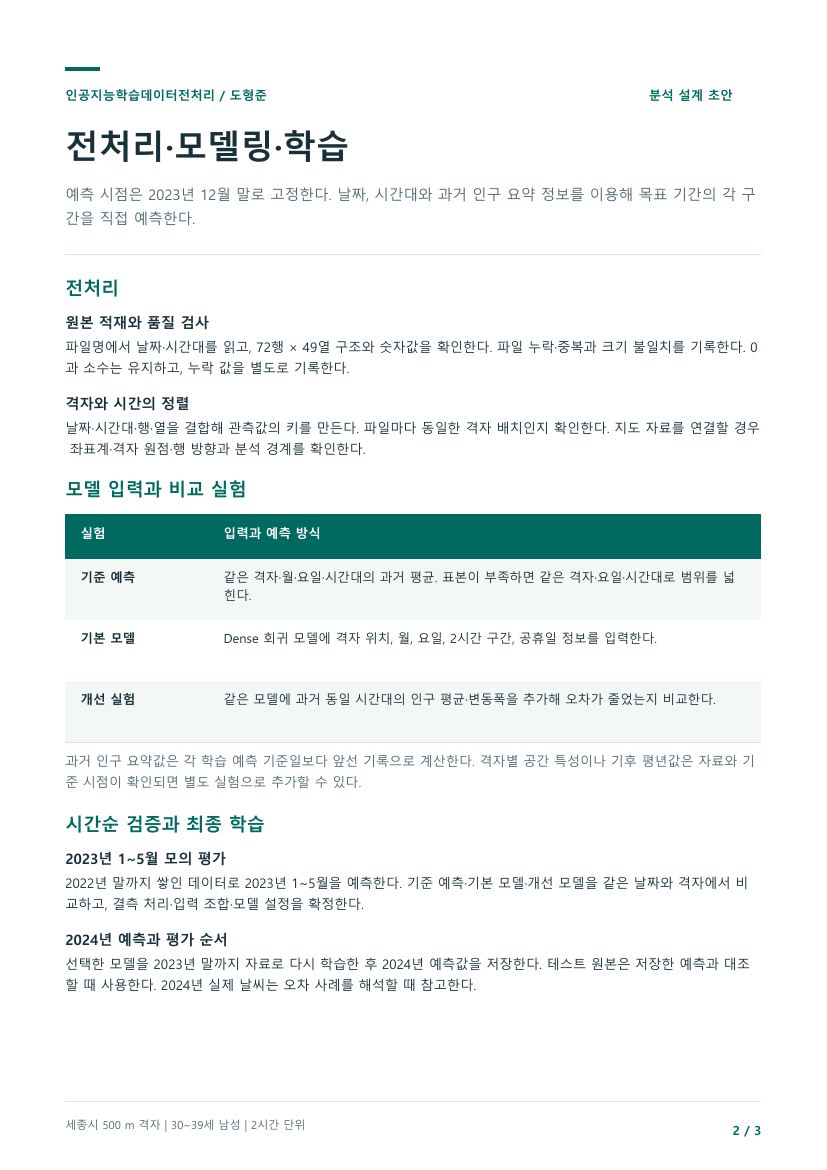 인공지능학습데이터전처리 / 도형준
분석 설계 초안
전처리·모델링·학습
예측 시점은 2023년 12월 말로 고정한다. 날짜, 시간대와 과거 인구 요약 정보를 이용해 목표 기간의 각 구
간을 직접 예측한다.
전처리
원본 적재와 품질 검사
파일명에서 날짜·시간대를 읽고, 72행 × 49열 구조와 숫자값을 확인한다. 파일 누락·중복과 크기 불일치를 기록한다. 0
과 소수는 유지하고, 누락 값을 별도로 기록한다.
격자와 시간의 정렬
날짜·시간대·행·열을 결합해 관측값의 키를 만든다. 파일마다 동일한 격자 배치인지 확인한다. 지도 자료를 연결할 경우
좌표계·격자 원점·행 방향과 분석 경계를 확인한다.
모델 입력과 비교 실험
실험
입력과 예측 방식
기준 예측
같은 격자·월·요일·시간대의 과거 평균. 표본이 부족하면 같은 격자·요일·시간대로 범위를 넓
힌다.
기본 모델
Dense 회귀 모델에 격자 위치, 월, 요일, 2시간 구간, 공휴일 정보를 입력한다.
개선 실험
같은 모델에 과거 동일 시간대의 인구 평균·변동폭을 추가해 오차가 줄었는지 비교한다.
과거 인구 요약값은 각 학습 예측 기준일보다 앞선 기록으로 계산한다. 격자별 공간 특성이나 기후 평년값은 자료와 기
준 시점이 확인되면 별도 실험으로 추가할 수 있다.
시간순 검증과 최종 학습
2023년 1~5월 모의 평가
2022년 말까지 쌓인 데이터로 2023년 1~5월을 예측한다. 기준 예측·기본 모델·개선 모델을 같은 날짜와 격자에서 비
교하고, 결측 처리·입력 조합·모델 설정을 확정한다.
2024년 예측과 평가 순서
선택한 모델을 2023년 말까지 자료로 다시 학습한 후 2024년 예측값을 저장한다. 테스트 원본은 저장한 예측과 대조
할 때 사용한다. 2024년 실제 날씨는 오차 사례를 해석할 때 참고한다.
세종시 500 m 격자 | 30~39세 남성 | 2시간 단위
2 / 3